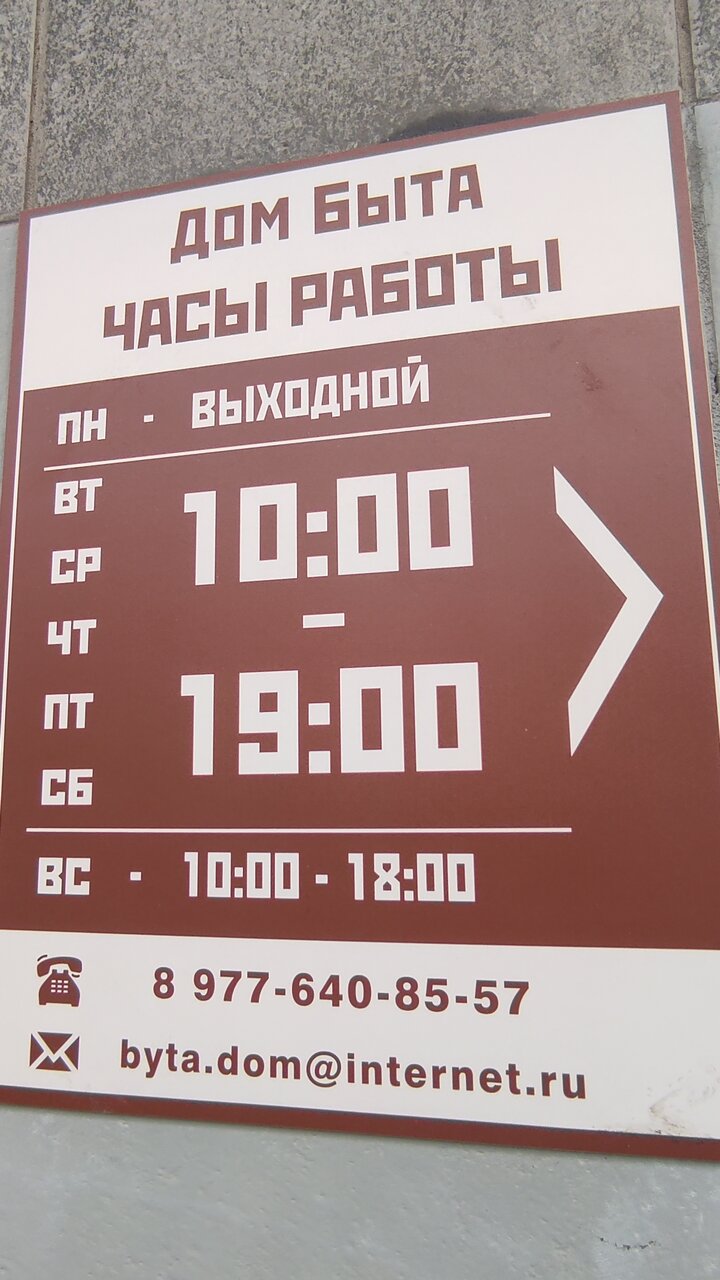 ДОМ БЫТА
ЧАСЫ РАБОТЫ
ПН - ВЫХОДНОЙ
ВТ
СР
ЧТ
ПТ
СБ
10:00
–
19:00
ВС - 10:00 - 18:00
8 977-640-85-57
byta.dom@internet.ru